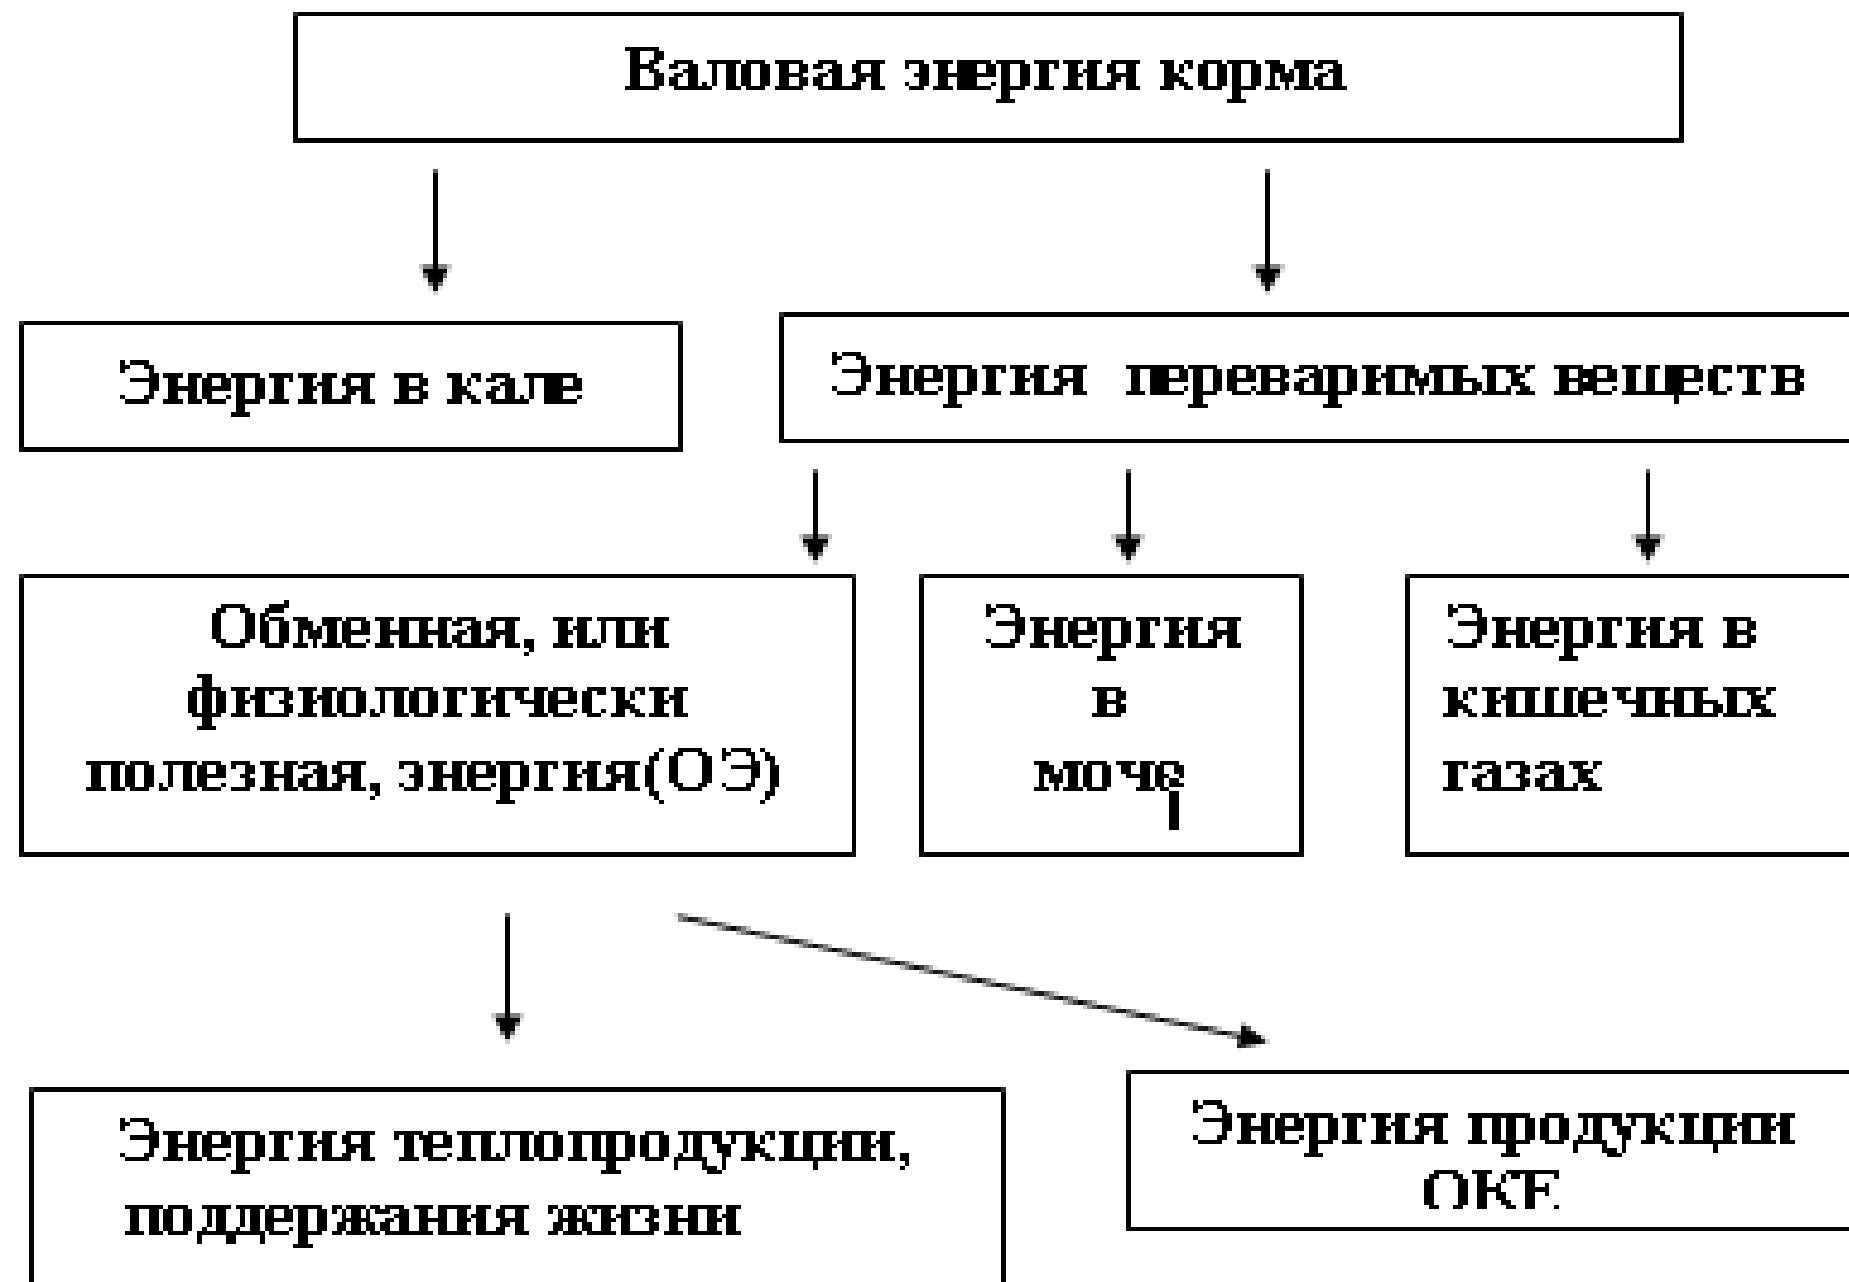 Валовая энергия корма
Энергия в кале
Энергия переваримых веществ
Обменная, или
физиологически
полезная, энергия(ОЭ)
Энергия
в
моче
Энергия в
кишечных
газах
Энергия теплопродукции,
поддержания жизни
Энергия продукции
ОКЕ